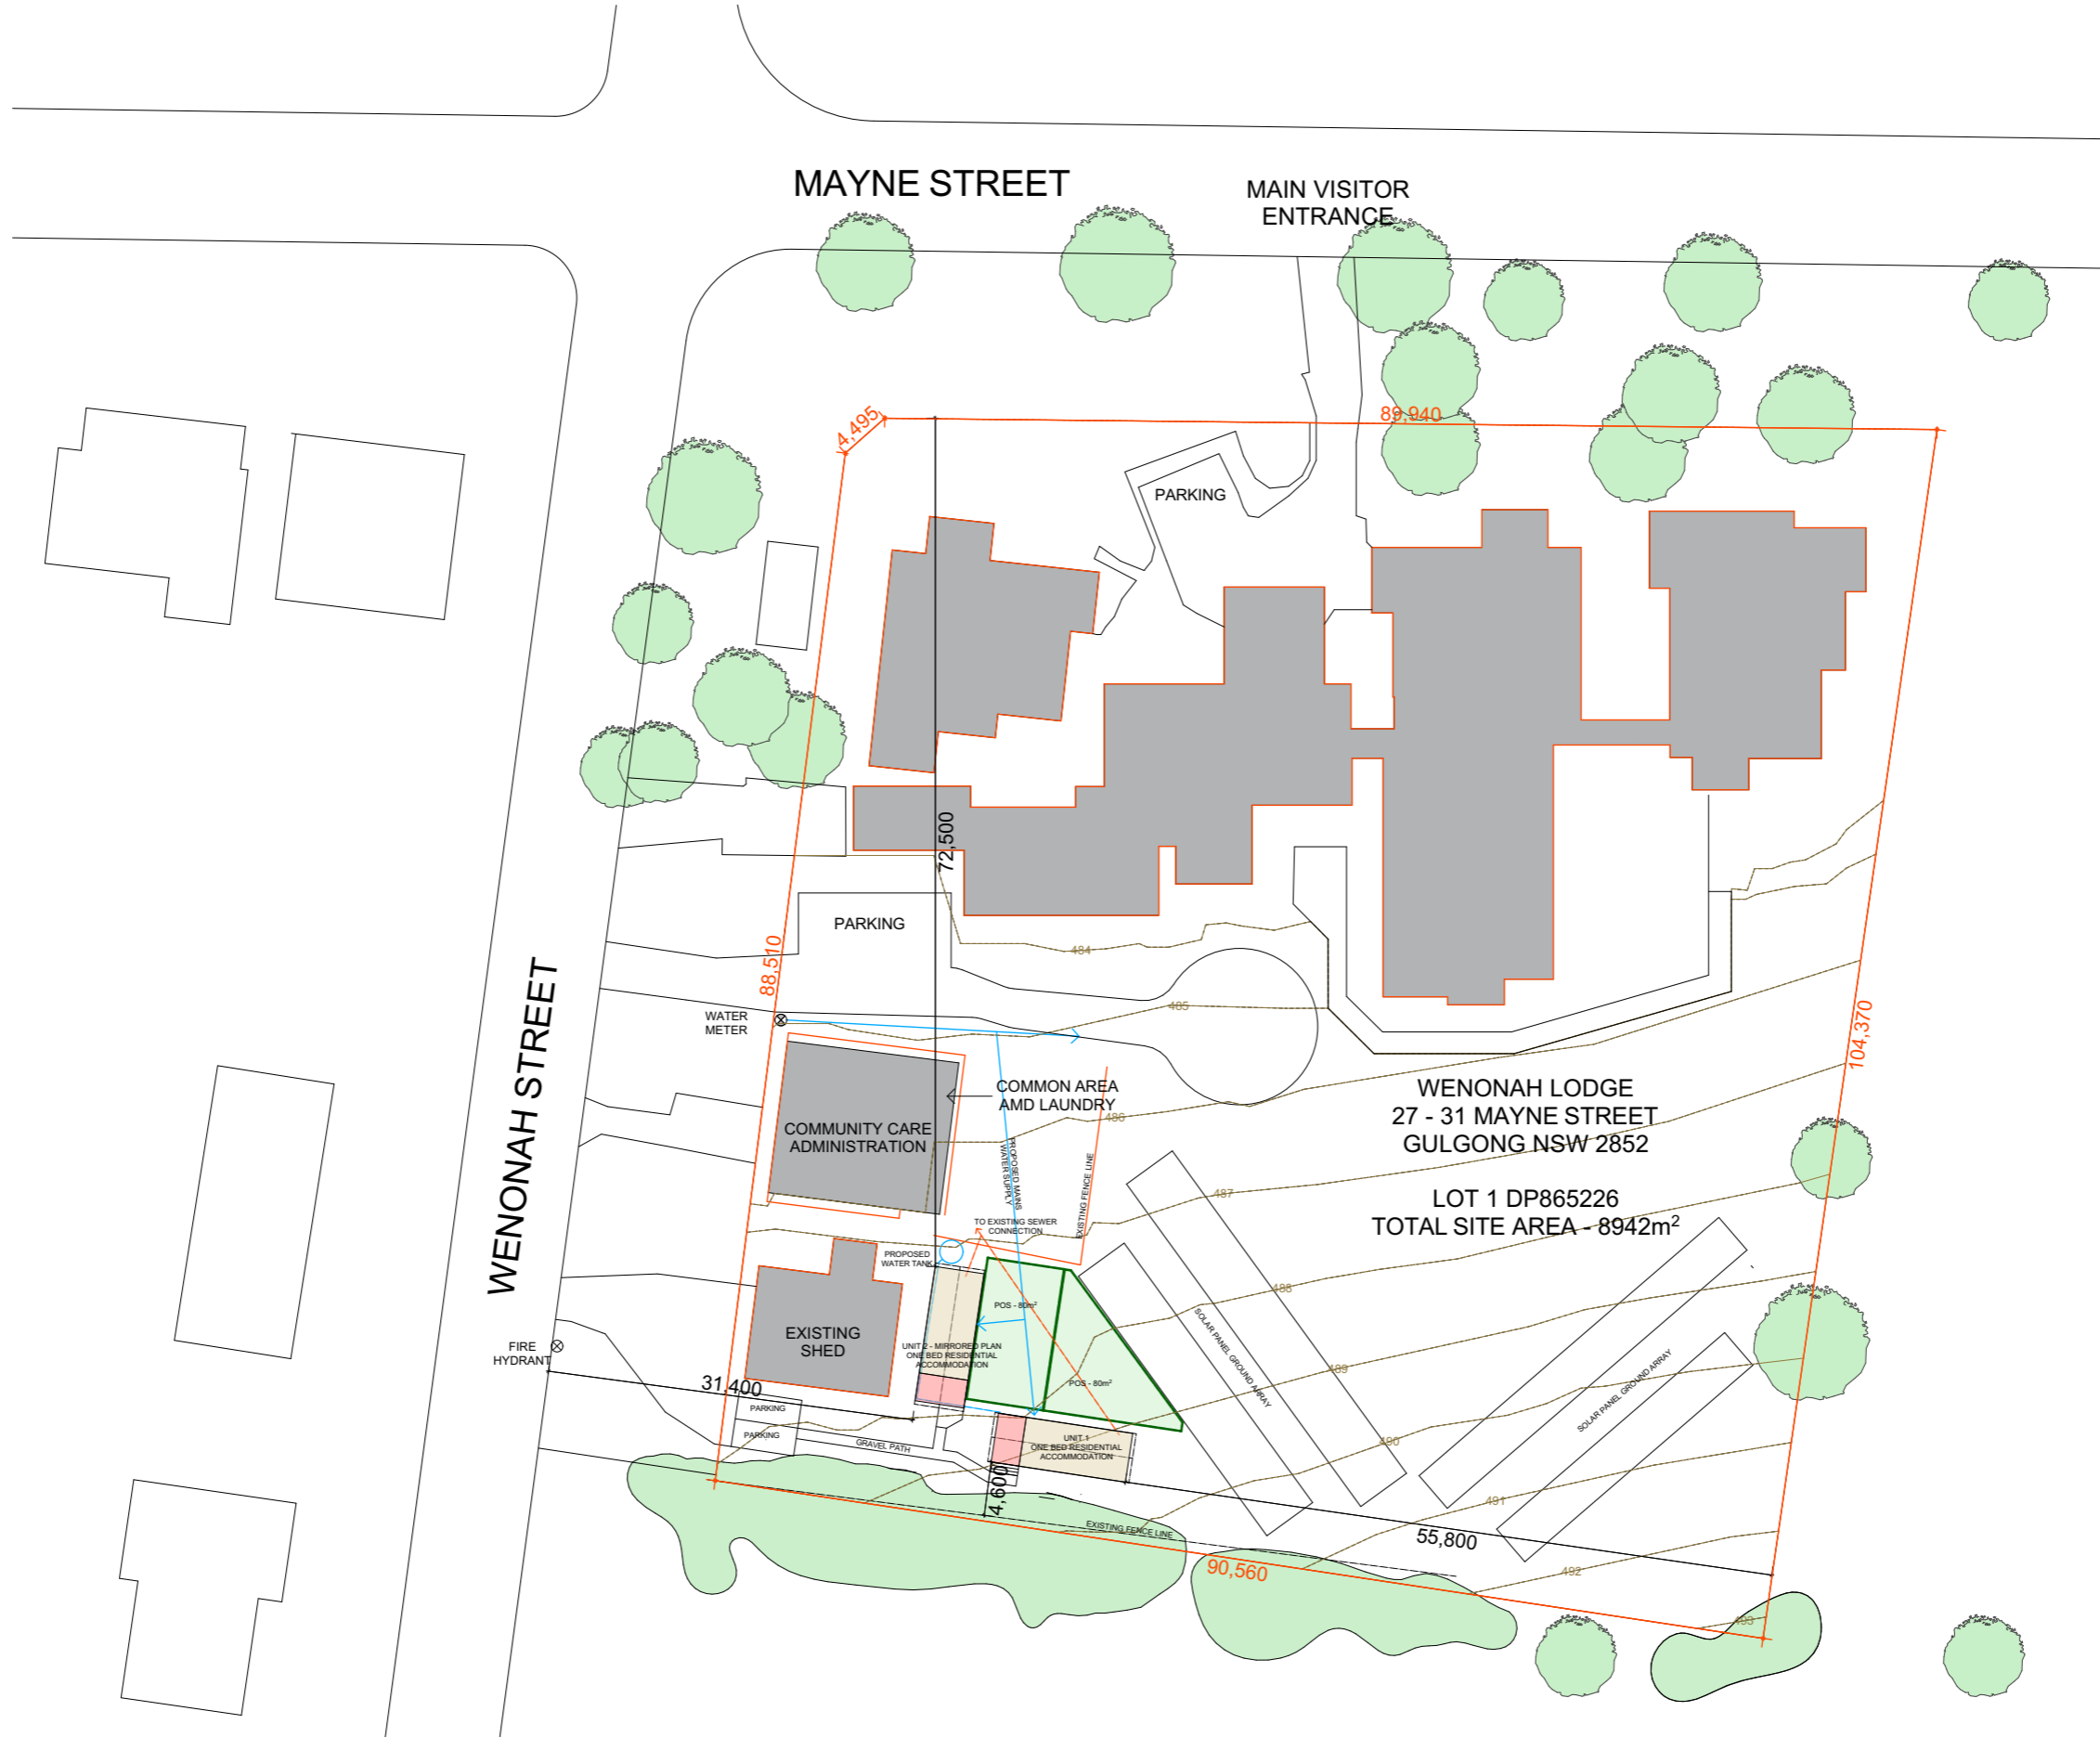 MAYNE STREET
MAIN VISITOR
ENTRANCE
4,495
89,940
PARKING
72,500
PARKING
484
88,510
485
WATER
METER
104,370
WENONAH STREET
COMMON AREA
AMD LAUNDRY
WENONAH LODGE
27 - 31 MAYNE STREET
GULGONG NSW 2852
486
COMMUNITY CARE
ADMINISTRATION
PROPOSED MAINS
WATER SUPPLY
EXISTING FENCE LINE
487
LOT 1 DP865226
TOTAL SITE AREA - 8942m²
TO EXISTING SEWER
CONNECTION
PROPOSED
WATER TANK
488
POS - 80m²
EXISTING
SHED
UNIT 2 - MIRRORED PLAN
ONE BED RESIDENTIAL
ACCOMMODATION
FIRE
HYDRANT
SOLAR PANEL GROUND ARRAY
489
POS - 80m²
31,400
SOLAR PANEL GROUND ARRAY
PARKING
PARKING
GRAVEL PATH
UNIT 1
ONE BED RESIDENTIAL
ACCOMMODATION
490
4,600
491
EXISTING FENCE LINE
55,800
90,560
492
493